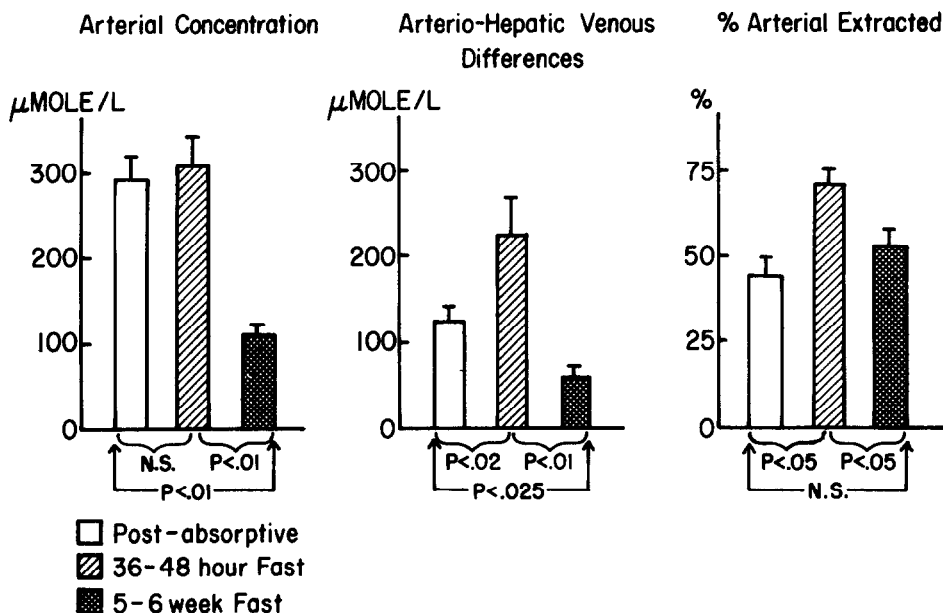 Arterial Concentration
Arterio-Hepatic Venous
Differences
% Arterial Extracted
μMOLE/L
300
200
100
0
N.S.
P<.01
P<.01
μMOLE/L
300
200
100
0
P<.02
P<.01
P<.025
%
75
50
25
0
P<.05
P<.05
N.S.
Post-absorptive
36-48 hour Fast
5-6 week Fast